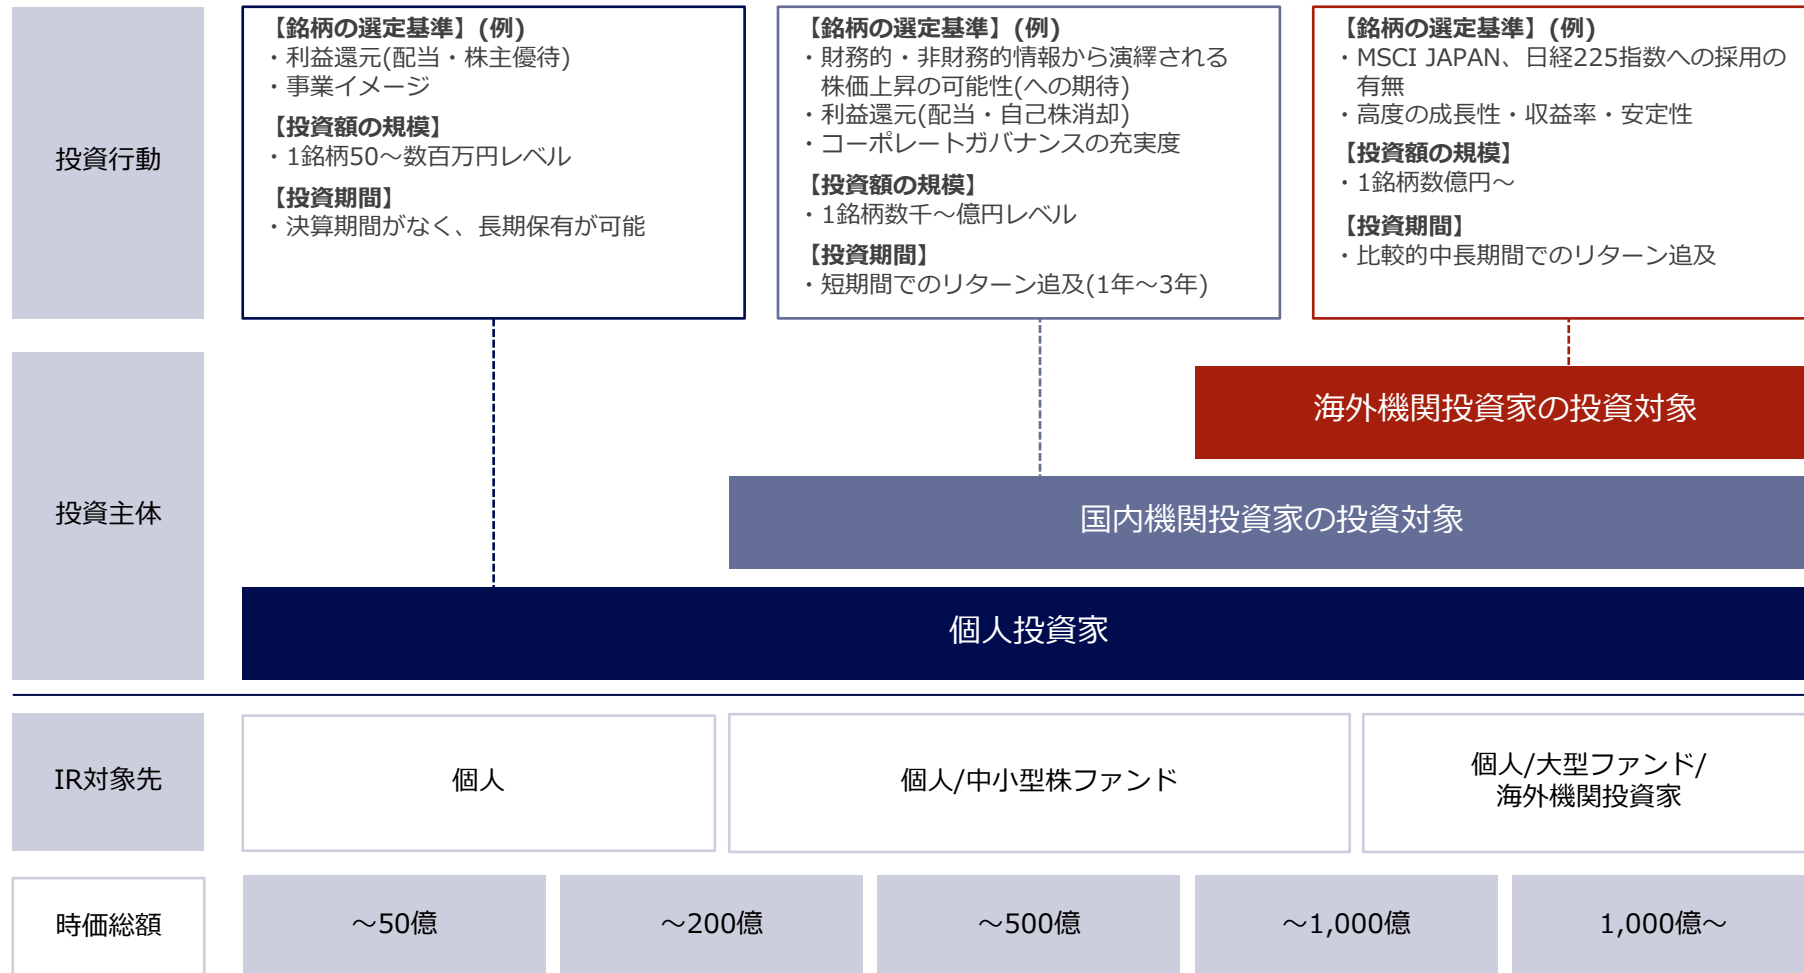 投資行動
【銘柄の選定基準】(例)
・利益還元(配当・株主優待)
・事業イメージ
【投資額の規模】
・1銘柄50～数百万円レベル
【投資期間】
・決算期間がなく、長期保有が可能
【銘柄の選定基準】(例)
・財務的・非財務的情報から演繹される
株価上昇の可能性(への期待)
・利益還元(配当・自己株消却)
・コーポレートガバナンスの充実度
【投資額の規模】
・1銘柄数千～億円レベル
【投資期間】
・短期間でのリターン追及(1年～3年)
【銘柄の選定基準】(例)
・MSCI JAPAN、日経225指数への採用の
有無
・高度の成長性・収益率・安定性
【投資額の規模】
・1銘柄数億円～
【投資期間】
・比較的中長期間でのリターン追及
投資主体
海外機関投資家の投資対象
国内機関投資家の投資対象
個人投資家
IR対象先
個人
個人/中小型株ファンド
個人/大型ファンド/
海外機関投資家
時価総額
～50億
～200億
～500億
～1,000億
1,000億～